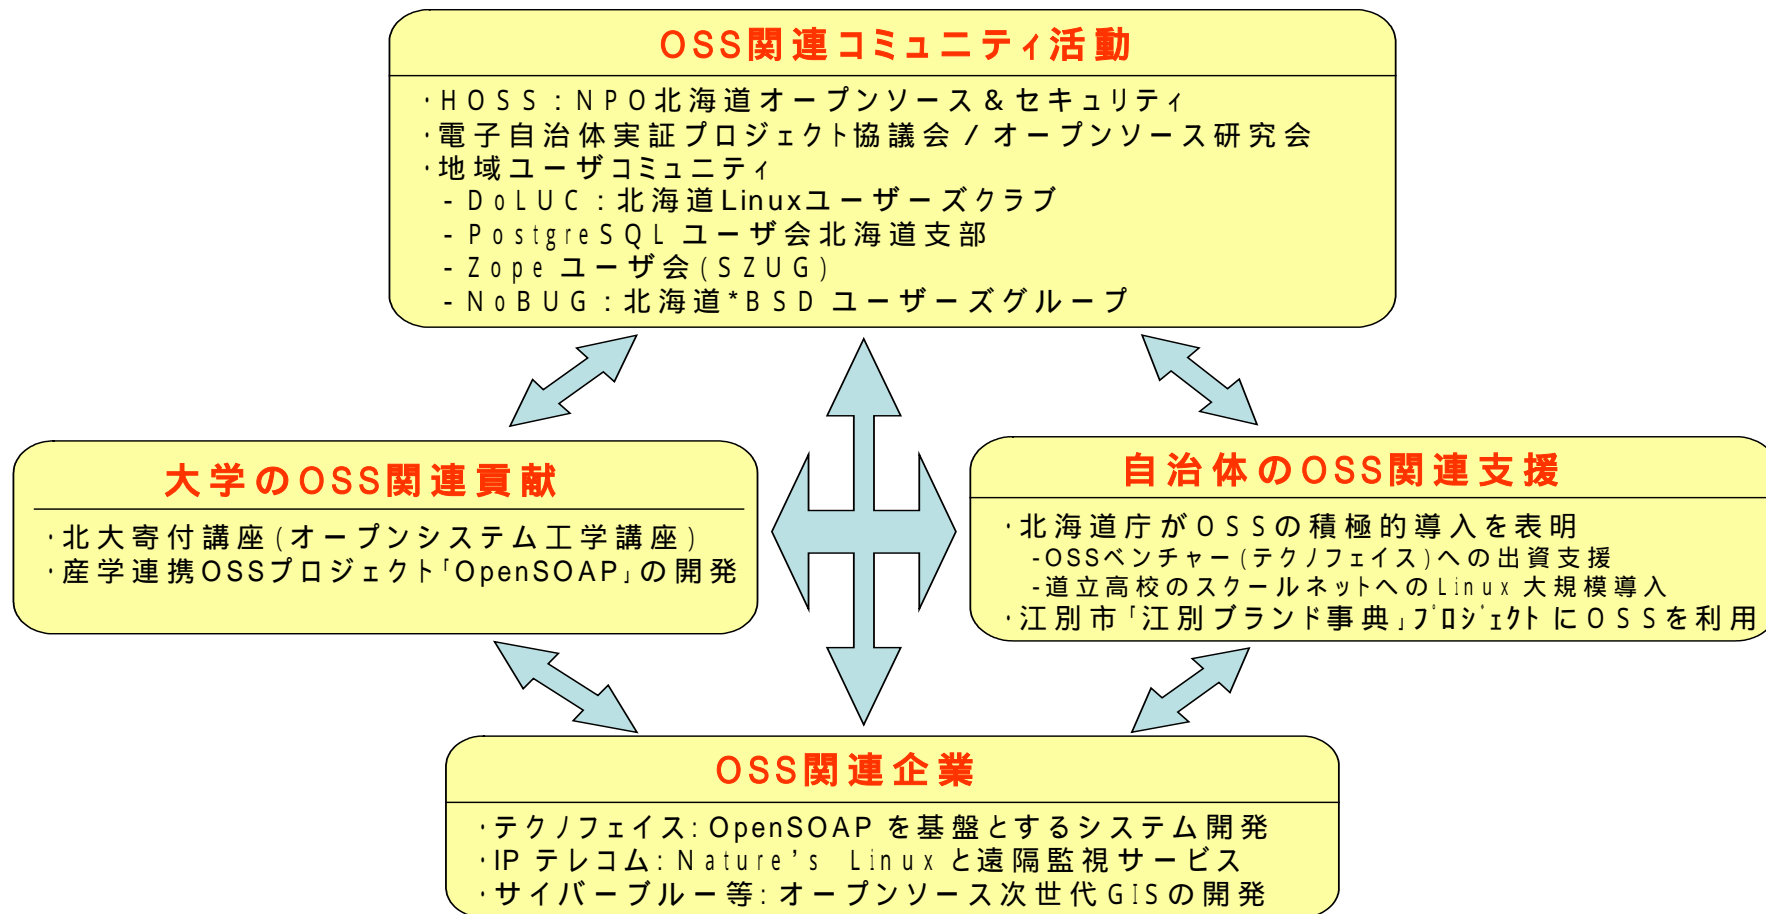 OSS関連コミュニティ活動
・HOSS：NPO北海道オープンソース＆セキュリティ
・電子自治体実証プロジェクト協議会／オープンソース研究会
・地域ユーザコミュニティ
- DoLUC：北海道Linuxユーザーズクラブ
- PostgreSQL ユーザ会北海道支部
- Zope ユーザ会(SZUG)
- NoBUG：北海道*BSD ユーザーズグループ
大学のOSS関連貢献
・北大寄付講座(オープンシステム工学講座)
・産学連携OSSプロジェクト「OpenSOAP」の開発
自治体のOSS関連支援
・北海道庁がOSSの積極的導入を表明
-OSSベンチャー(テクノフェイス)への出資支援
-道立高校のスクールネットへのLinux 大規模導入
・江別市「江別ブランド事典」ﾌﾟﾛｼﾞｪｸﾄ にOSSを利用
OSS関連企業
・テクノフェイス: OpenSOAP を基盤とするシステム開発
・IP テレコム: Nature’s Linux と遠隔監視サービス
・サイバーブルー等: オープンソース次世代GISの開発